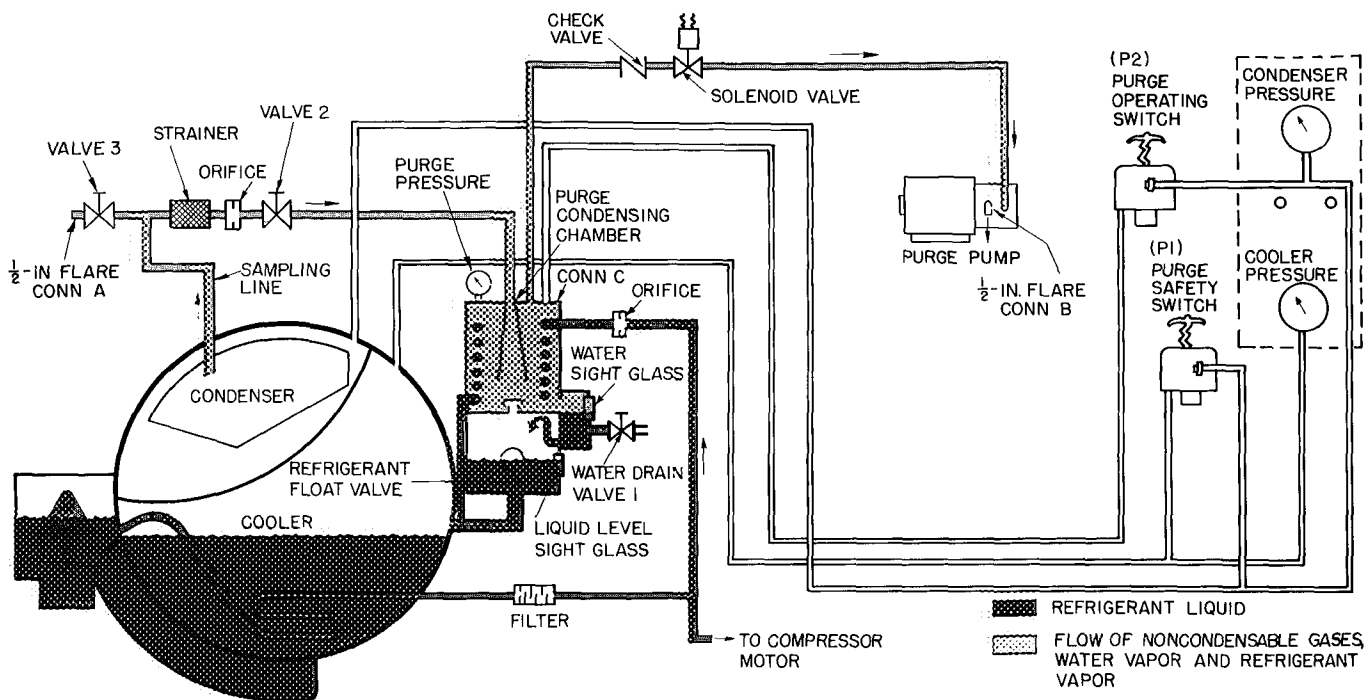 CHECK
VALVE
SOLENOID VALVE
(P2)
PURGE
OPERATING
SWITCH
CONDENSER
PRESSURE
VALVE 3
STRAINER
ORIFICE
VALVE 2
PURGE
PRESSURE
PURGE
CONDENSING
CHAMBER
½-IN FLARE
CONN A
SAMPLING
LINE
CONN C
ORIFICE
PURGE PUMP
½-IN. FLARE
CONN B
(P1)
PURGE
SAFETY
SWITCH
COOLER
PRESSURE
CONDENSER
WATER
SIGHT GLASS
REFRIGERANT
FLOAT VALVE
WATER DRAIN
VALVE 1
COOLER
LIQUID LEVEL
SIGHT GLASS
FILTER
TO COMPRESSOR
MOTOR
REFRIGERANT LIQUID
FLOW OF NONCONDENSABLE GASES,
WATER VAPOR AND REFRIGERANT
VAPOR